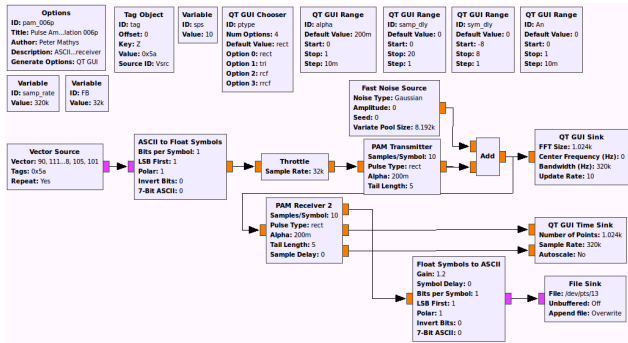 Options
ID: pam_006p
Title: Pulse Am...lation 006p
Author: Peter Mathys
Description: ASCII...receiver
Generate Options: QT GUI
Tag Object
ID: tag
Offset: 0
Key: Z
Value: 0x5a
Source ID: Vsrc
Variable
ID: sps
Value: 10
QT GUI Chooser
ID: ptype
Num Options: 4
Default Value: rect
Option 0: rect
Option 1: tri
Option 2: rcf
Option 3: rrcf
QT GUI Range
ID: alpha
Default Value: 200m
Start: 0
Stop: 1
Step: 10m
QT GUI Range
ID: samp_dly
Default Value: 0
Start: 0
Stop: 20
Step: 1
QT GUI Range
ID: sym_dly
Default Value: 0
Start: -8
Stop: 8
Step: 1
QT GUI Range
ID: An
Default Value: 0
Start: 0
Stop: 1
Step: 10m
Variable
ID: samp_rate
Value: 320k
Variable
ID: FB
Value: 32k
Fast Noise Source
Noise Type: Gaussian
Amplitude: 0
Seed: 0
Variate Pool Size: 8.192k
Vector Source
Vector: 90, 111...8, 105, 101
Tags: 0x5a
Repeat: Yes
ASCII to Float Symbols
Bits per Symbol: 1
LSB First: 1
Polar: 1
Invert Bits: 0
7-Bit ASCII: 0
Throttle
Sample Rate: 32k
PAM Transmitter
Samples/Symbol: 10
Pulse Type: rect
Alpha: 200m
Tail Length: 5
Add
QT GUI Sink
FFT Size: 1.024k
Center Frequency (Hz): 0
Bandwidth (Hz): 320k
Update Rate: 10
PAM Receiver 2
Samples/Symbol: 10
Pulse Type: rect
Alpha: 200m
Tail Length: 5
Sample Delay: 0
QT GUI Time Sink
Number of Points: 1.024k
Sample Rate: 320k
Autoscale: No
Float Symbols to ASCII
Gain: 1.2
Symbol Delay: 0
Bits per Symbol: 1
LSB First: 1
Polar: 1
Invert Bits: 0
7-Bit ASCII: 0
File Sink
File: /dev/pts/13
Unbuffered: Off
Append file: Overwrite